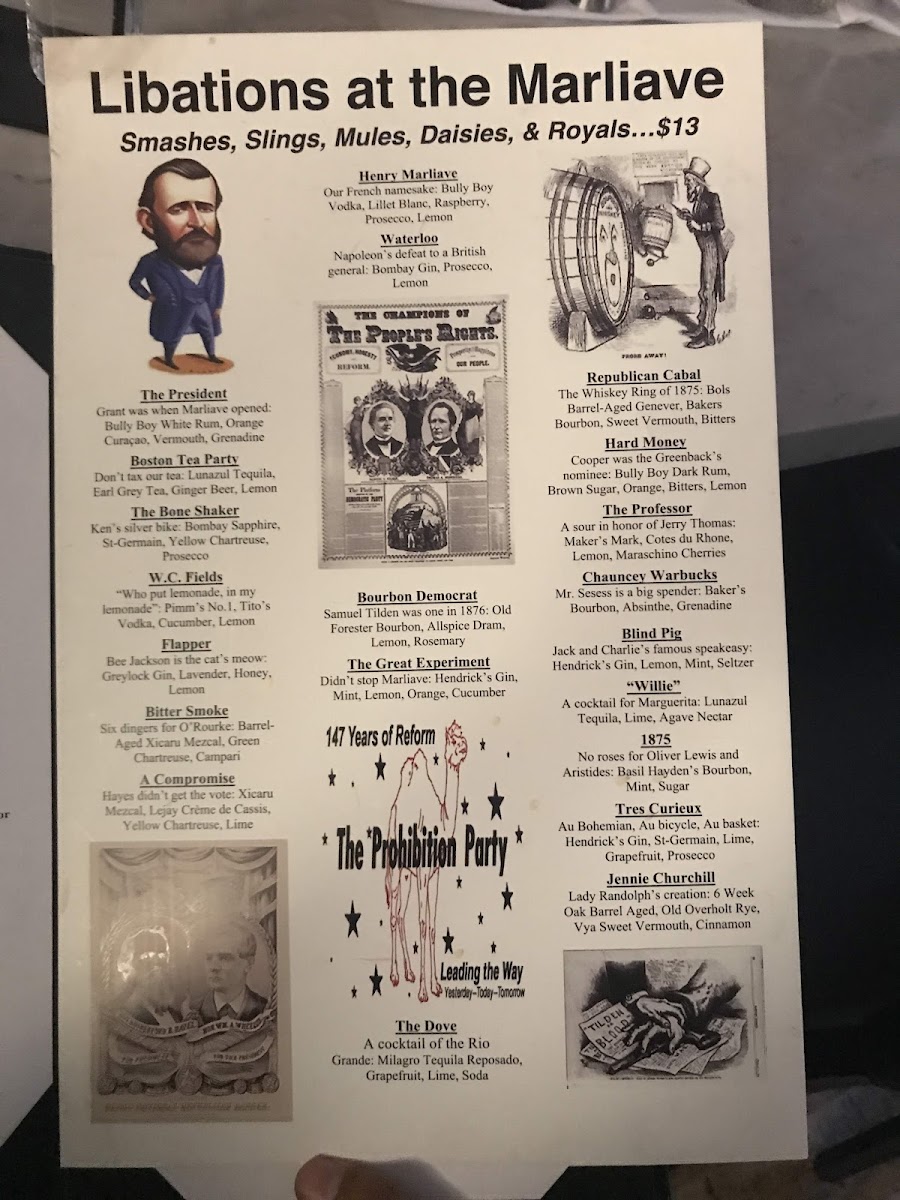 Libations at the Marliave
Smashes, Slings, Mules, Daisies, & Royals...$13
The President
Grant was when Marliave opened:
Bully Boy White Rum, Orange
Curaçao, Vermouth, Grenadine
Boston Tea Party
Don't tax our tea: Lunazul Tequila,
Earl Grey Tea, Ginger Beer, Lemon
The Bone Shaker
Ken's silver bike: Bombay Sapphire,
St-Germain, Yellow Chartreuse,
Prosecco
W.C. Fields
"Who put lemonade, in my
lemonade": Pimm's No.1, Tito's
Vodka, Cucumber, Lemon
Flapper
Bee Jackson is the cat's meow:
Greylock Gin, Lavender, Honey,
Lemon
Bitter Smoke
Six dingers for O'Rourke: Barrel-
Aged Xicaru Mezcal, Green
Chartreuse, Campari
A Compromise
Hayes didn't get the vote: Xicaru
Mezcal, Lejay Crème de Cassis,
Yellow Chartreuse, Lime
Henry Marliave
Our French namesake: Bully Boy
Vodka, Lillet Blanc, Raspberry,
Prosecco, Lemon
Waterloo
Napoleon's defeat to a British
general: Bombay Gin, Prosecco,
Lemon
THE CHAMPIONS OF
THE PEOPLE'S RIGHTS.
ECONOMY, HONESTY
REFORM.
OUR PEOPLE.
The Platform
DEMOCRATIC PARTY
Bourbon Democrat
Samuel Tilden was one in 1876: Old
Forester Bourbon, Allspice Dram,
Lemon, Rosemary
The Great Experiment
Didn't stop Marliave: Hendrick's Gin,
Mint, Lemon, Orange, Cucumber
147 Years of Reform
The Prohibition Party
Leading the Way
Yesterday--Today--Tomorrow
The Dove
A cocktail of the Rio
Grande: Milagro Tequila Reposado,
Grapefruit, Lime, Soda
Republican Cabal
The Whiskey Ring of 1875: Bols
Barrel-Aged Genever, Bakers
Bourbon, Sweet Vermouth, Bitters
Hard Money
Cooper was the Greenback's
nominee: Bully Boy Dark Rum,
Brown Sugar, Orange, Bitters, Lemon
The Professor
A sour in honor of Jerry Thomas:
Maker's Mark, Cotes du Rhone,
Lemon, Maraschino Cherries
Chauncey Warbucks
Mr. Sesess is a big spender: Baker's
Bourbon, Absinthe, Grenadine
Blind Pig
Jack and Charlie's famous speakeasy:
Hendrick's Gin, Lemon, Mint, Seltzer
"Willie"
A cocktail for Marguerita: Lunazul
Tequila, Lime, Agave Nectar
1875
No roses for Oliver Lewis and
Aristides: Basil Hayden's Bourbon,
Mint, Sugar
Tres Curieux
Au Bohemian, Au bicycle, Au basket:
Hendrick's Gin, St-Germain, Lime,
Grapefruit, Prosecco
Jennie Churchill
Lady Randolph's creation: 6 Week
Oak Barrel Aged, Old Overholt Rye,
Vya Sweet Vermouth, Cinnamon
"TILDEN
OR
BLOOD"